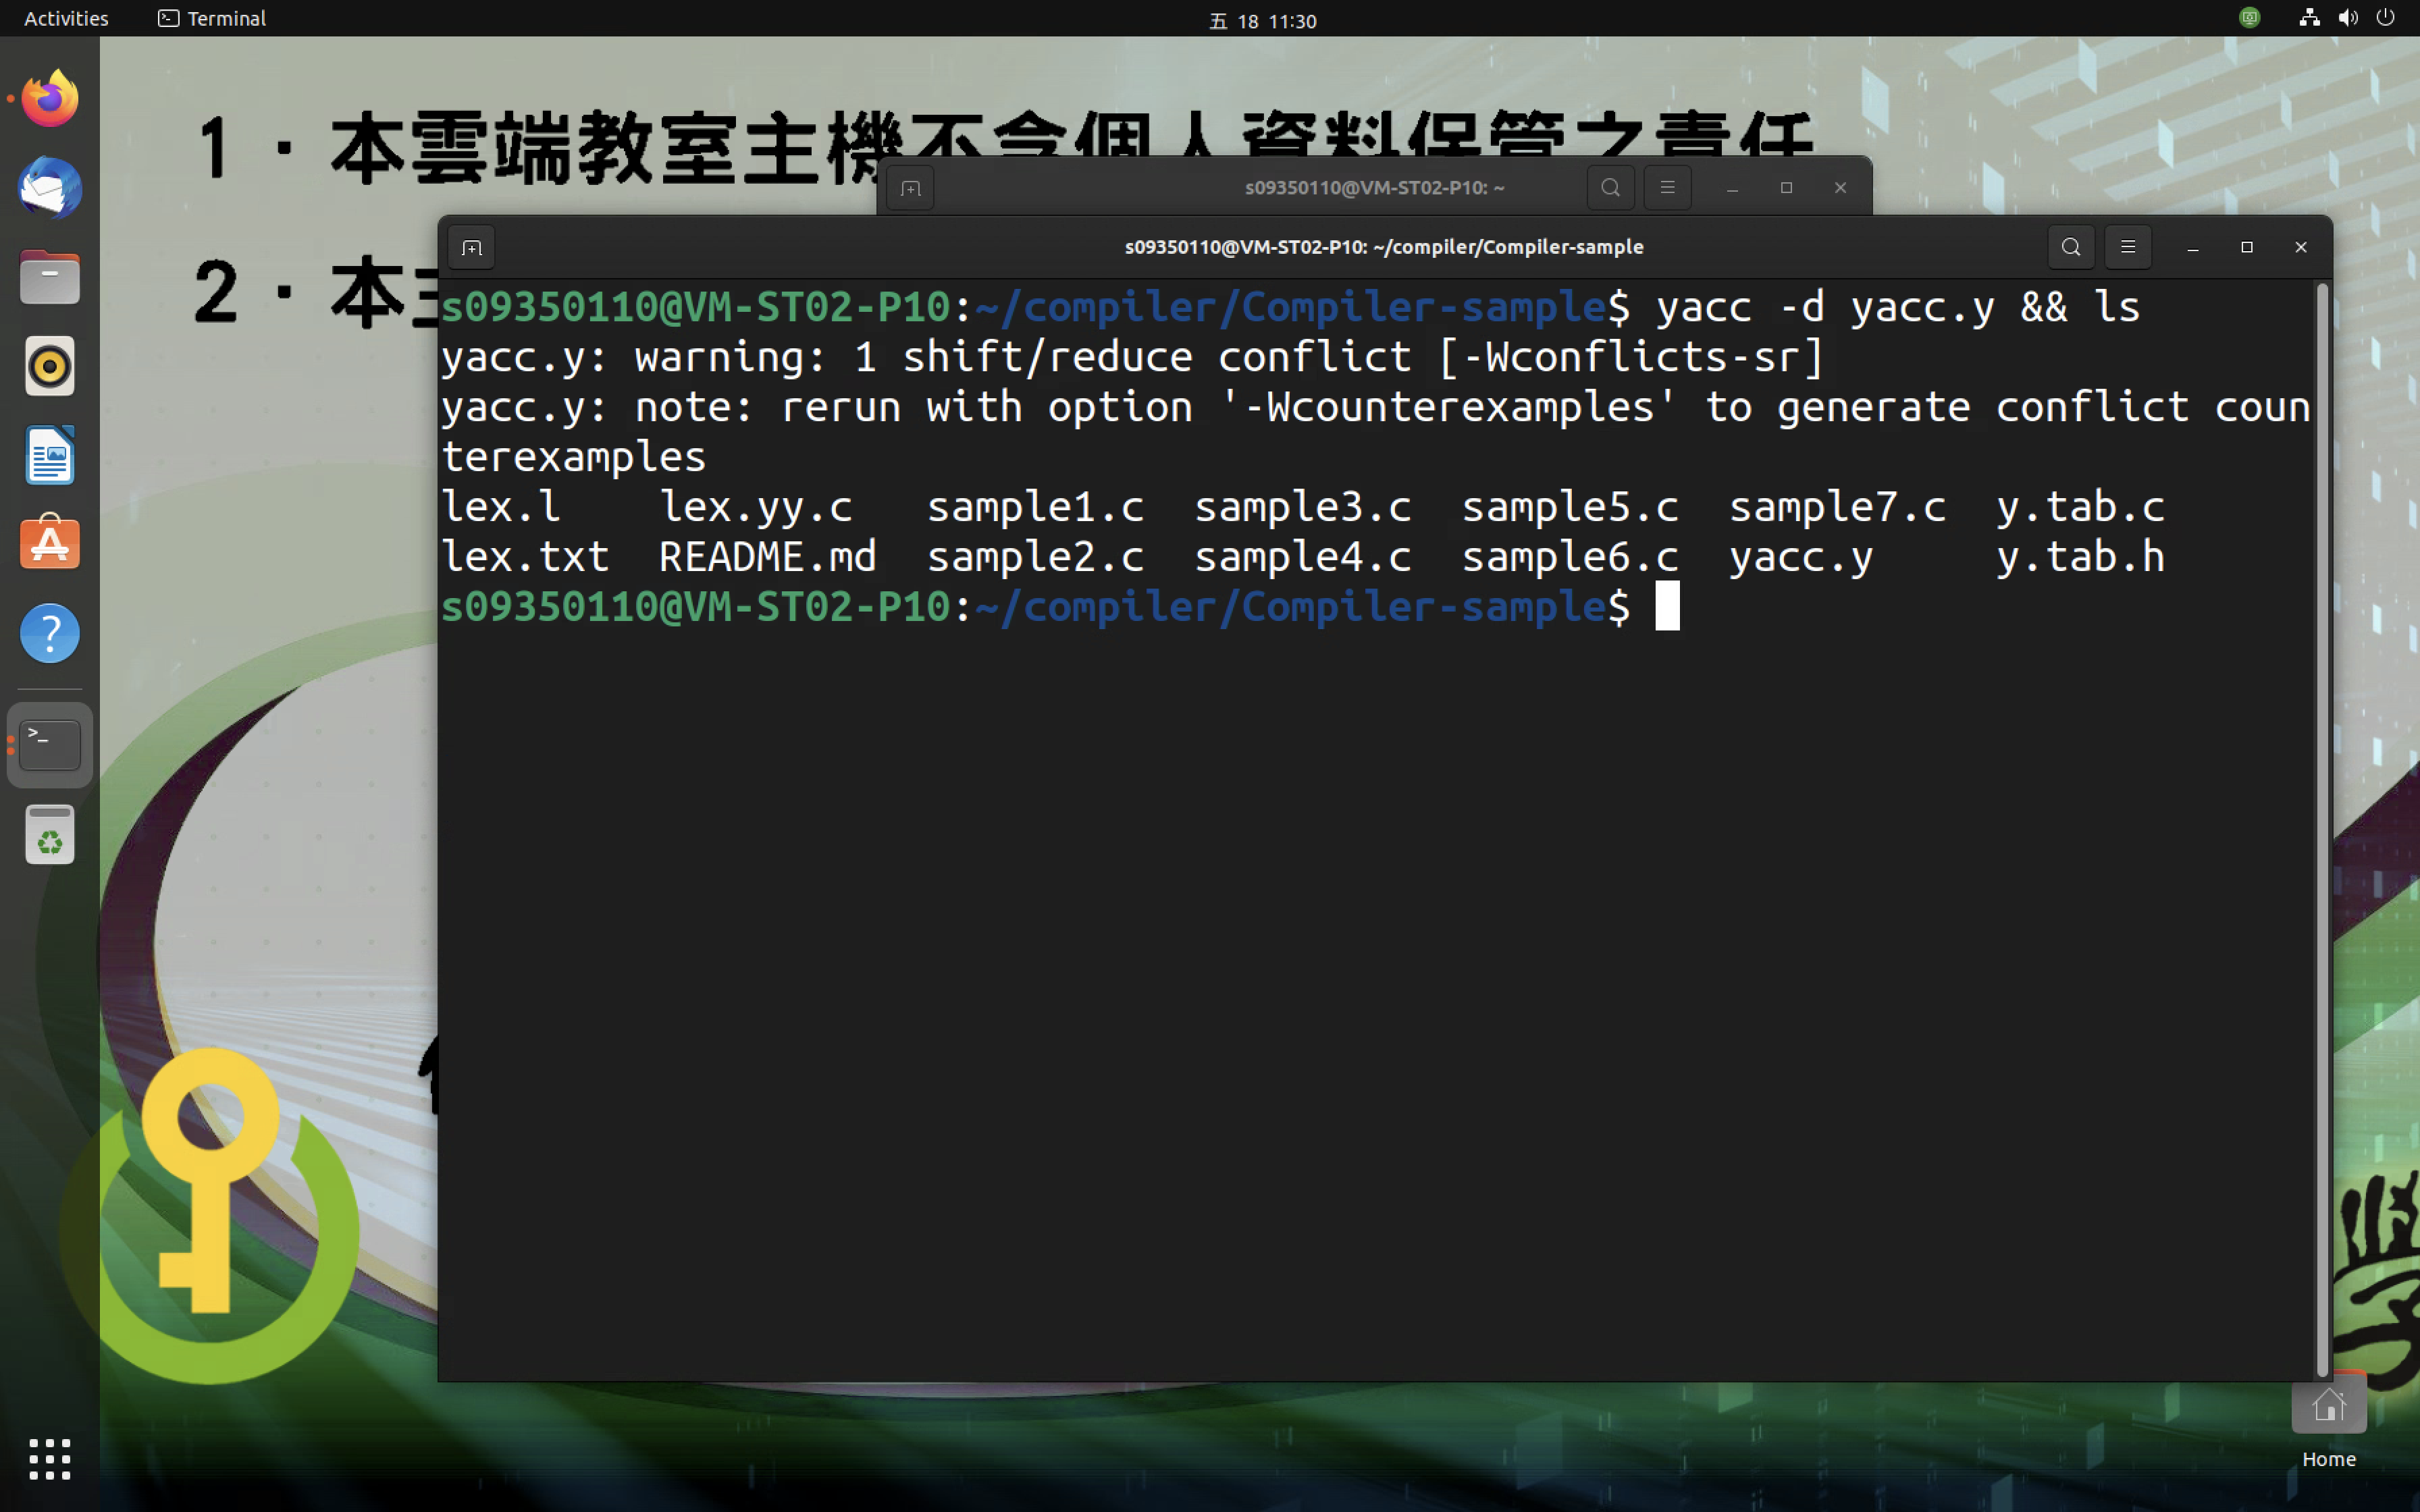 Activities
Terminal
五 18 11:30
1．本雲端教室主機不含個人資料保管之責任
s09350110@VM-ST02-P10: ~
2．本主
s09350110@VM-ST02-P10: ~/compiler/Compiler-sample
s09350110@VM-ST02-P10:~/compiler/Compiler-sample$ yacc -d yacc.y && ls
yacc.y: warning: 1 shift/reduce conflict [-Wconflicts-sr]
yacc.y: note: rerun with option '-Wcounterexamples' to generate conflict coun
terexamples
lex.l lex.yy.c sample1.c sample3.c sample5.c sample7.c y.tab.c
lex.txt README.md sample2.c sample4.c sample6.c yacc.y y.tab.h
s09350110@VM-ST02-P10:~/compiler/Compiler-sample$
Home